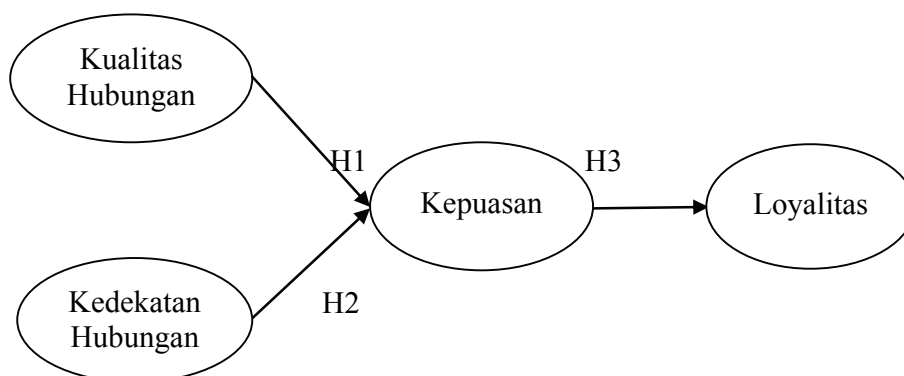 Kualitas
Hubungan
H1
H3
Kepuasan
Loyalitas
Kedekatan
Hubungan
H2